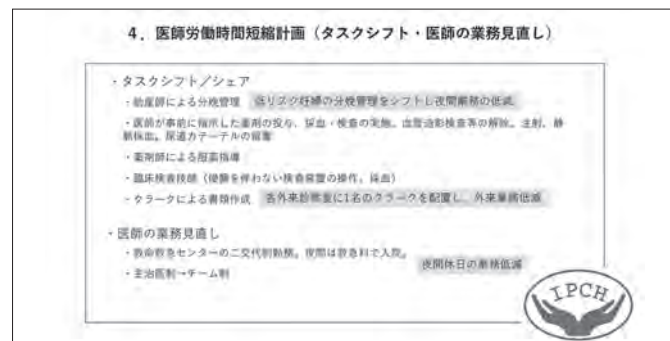 4．医師労働時間短縮計画（タスクシフト・医師の業務見直し）
・タスクシフト／シェア
・助産師による分娩管理　低リスク妊婦の分娩管理をシフトし夜間業務の低減
・医師が事前に指示した薬剤の投与、採血・検査の実施、血管造影検査等の解除。注射、静
脈採血、尿道カテーテルの留置
・薬剤師による服薬指導
・臨床検査技師（侵襲を伴わない検査装置の操作、採血）
・クラークによる書類作成　各外来診察室に1名のクラークを配置し、外来業務低減
・医師の業務見直し
・救命救急センターの二交代制勤務。夜間は救急科で入院。
・主治医制→チーム制
夜間休日の業務低減
IPCH